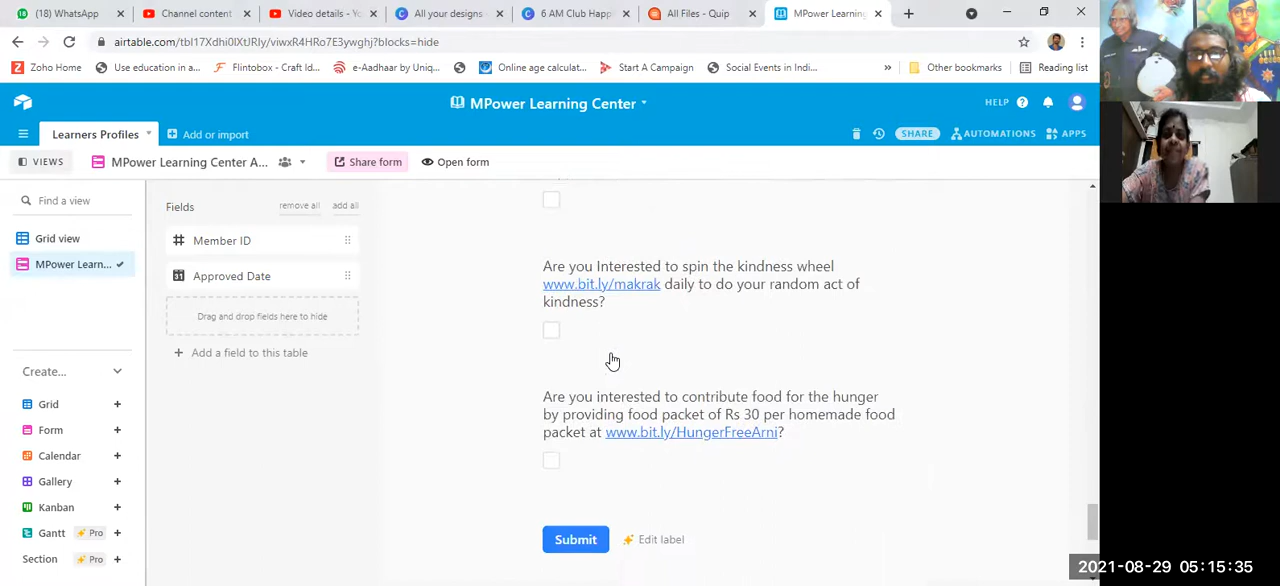 (18) WhatsApp
Channel content
Video details - Yo
All your designs
6 AM Club Happ
All Files - Quip
MPower Learning
airtable.com/tbl17Xdhi0lXtJRly/viwxR4HRo7E3ywghj?blocks=hide
Zoho Home
Use education in a...
Flintobox - Craft Id...
e-Aadhaar by Uniq...
Online age calculat...
Start A Campaign
Social Events in Indi...
»
Other bookmarks
Reading list
MPower Learning Center
HELP
Learners Profiles
Add or import
SHARE
AUTOMATIONS
APPS
VIEWS
MPower Learning Center A...
Share form
Open form
Find a view
Grid view
MPower Learn...
Create...
Grid
Form
Calendar
Gallery
Kanban
Gantt Pro
Section Pro
Fields
remove all
add all
Member ID
Approved Date
Drag and drop fields here to hide
+ Add a field to this table
Are you Interested to spin the kindness wheel
www.bit.ly/makrak daily to do your random act of
kindness?
Are you interested to contribute food for the hunger
by providing food packet of Rs 30 per homemade food
packet at www.bit.ly/HungerFreeArni?
Submit
Edit label
2021-08-29 05:15:35